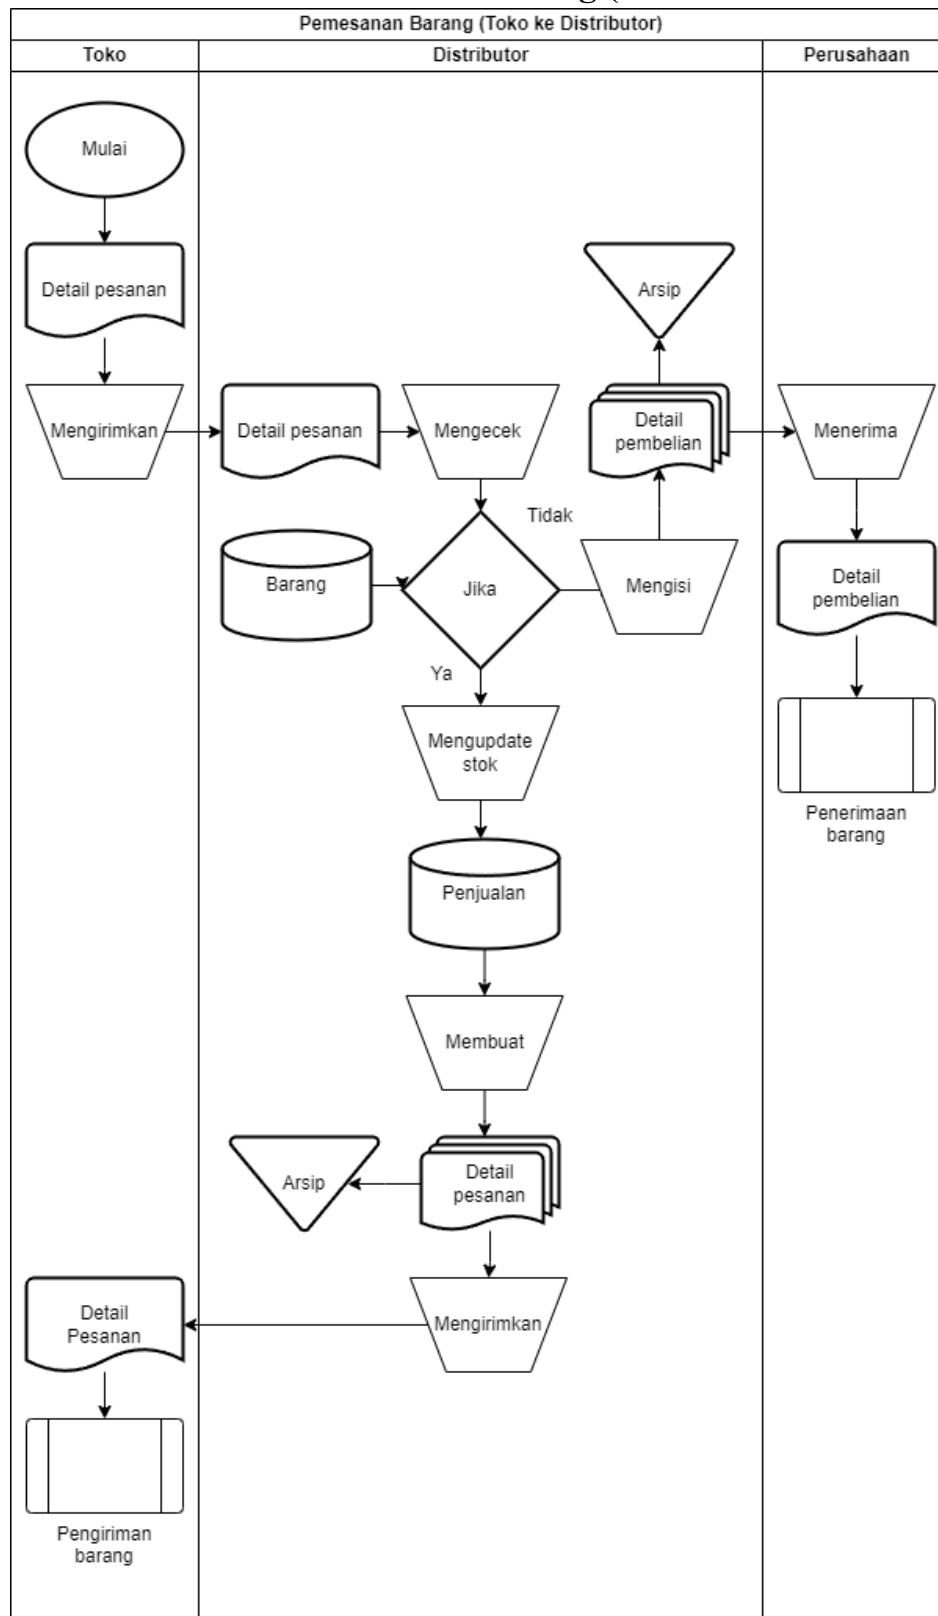 Pemesanan Barang (Toko ke Distributor)
Toko
Distributor
Perusahaan
Mulai
Detail pesanan
Arsip
Mengirimkan
Detail pesanan
Mengecek
Detail
pembelian
Menerima
Tidak
Barang
Jika
Mengisi
Detail
pembelian
Ya
Mengupdate
stok
Penerimaan
barang
Penjualan
Membuat
Arsip
Detail
pesanan
Detail
Pesanan
Mengirimkan
Pengiriman
barang